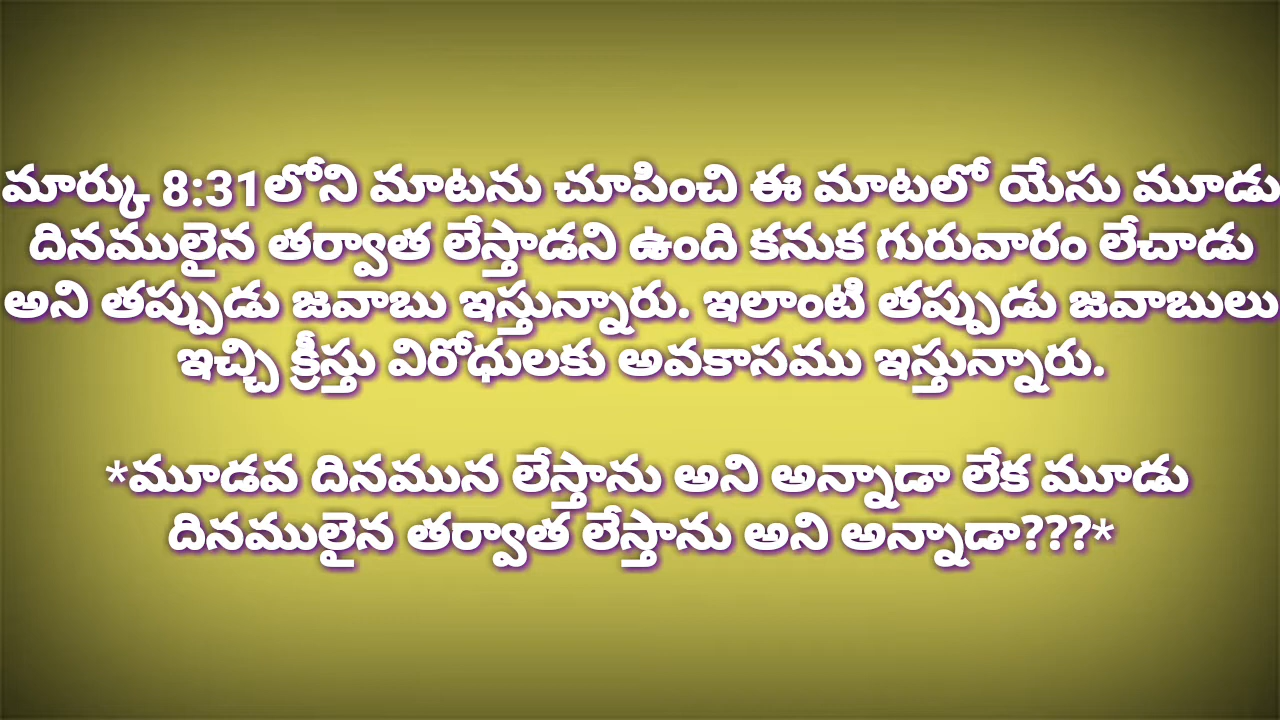 మార్కు 8:31లోని మాటను చూపించి ఈ మాటలో యేసు మూడు
దినములైన తర్వాత లేస్తాడని ఉంది కనుక గురువారం లేచాడు
అని తప్పుడు జవాబు ఇస్తున్నారు. ఇలాంటి తప్పుడు జవాబులు
ఇచ్చి క్రీస్తు విరోధులకు అవకాసము ఇస్తున్నారు.
*మూడవ దినమున లేస్తాను అని అన్నాడా లేక మూడు
దినములైన తర్వాత లేస్తాను అని అన్నాడా???*